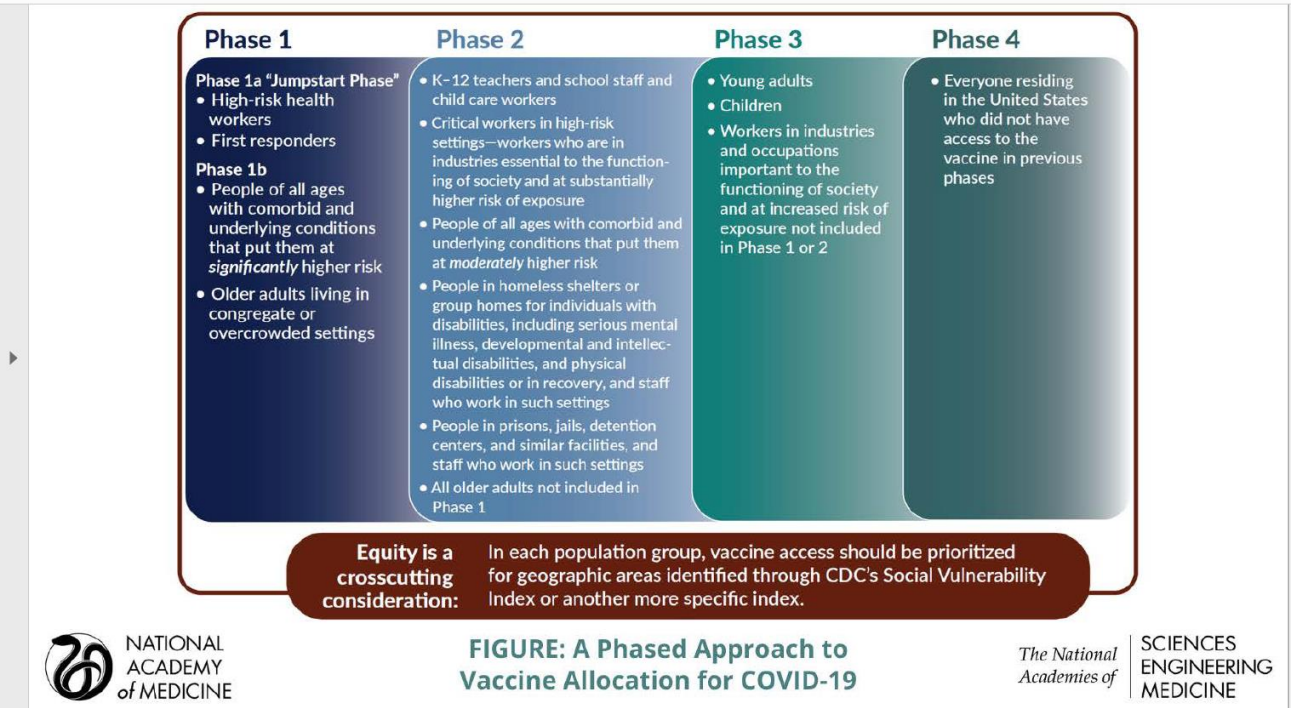 Phase 1
Phase 1a “Jumpstart Phase”
• High-risk health
workers
• First responders
Phase 1b
• People of all ages
with comorbid and
underlying conditions
that put them at
significantly higher risk
• Older adults living in
congregate or
overcrowded settings
Phase 2
• K–12 teachers and school staff and
child care workers
• Critical workers in high-risk
settings—workers who are in
industries essential to the function-
ing of society and at substantially
higher risk of exposure
• People of all ages with comorbid and
underlying conditions that put them
at moderately higher risk
• People in homeless shelters or
group homes for individuals with
disabilities, including serious mental
illness, developmental and intellec-
tual disabilities, and physical
disabilities or in recovery, and staff
who work in such settings
• People in prisons, jails, detention
centers, and similar facilities, and
staff who work in such settings
• All older adults not included in
Phase 1
Phase 3
• Young adults
• Children
• Workers in industries
and occupations
important to the
functioning of society
and at increased risk of
exposure not included
in Phase 1 or 2
Phase 4
• Everyone residing
in the United States
who did not have
access to the
vaccine in previous
phases
Equity is a
crosscutting
consideration:
In each population group, vaccine access should be prioritized
for geographic areas identified through CDC’s Social Vulnerability
Index or another more specific index.
NATIONAL
ACADEMY
of MEDICINE
FIGURE: A Phased Approach to
Vaccine Allocation for COVID-19
The National
Academies of
SCIENCES
ENGINEERING
MEDICINE